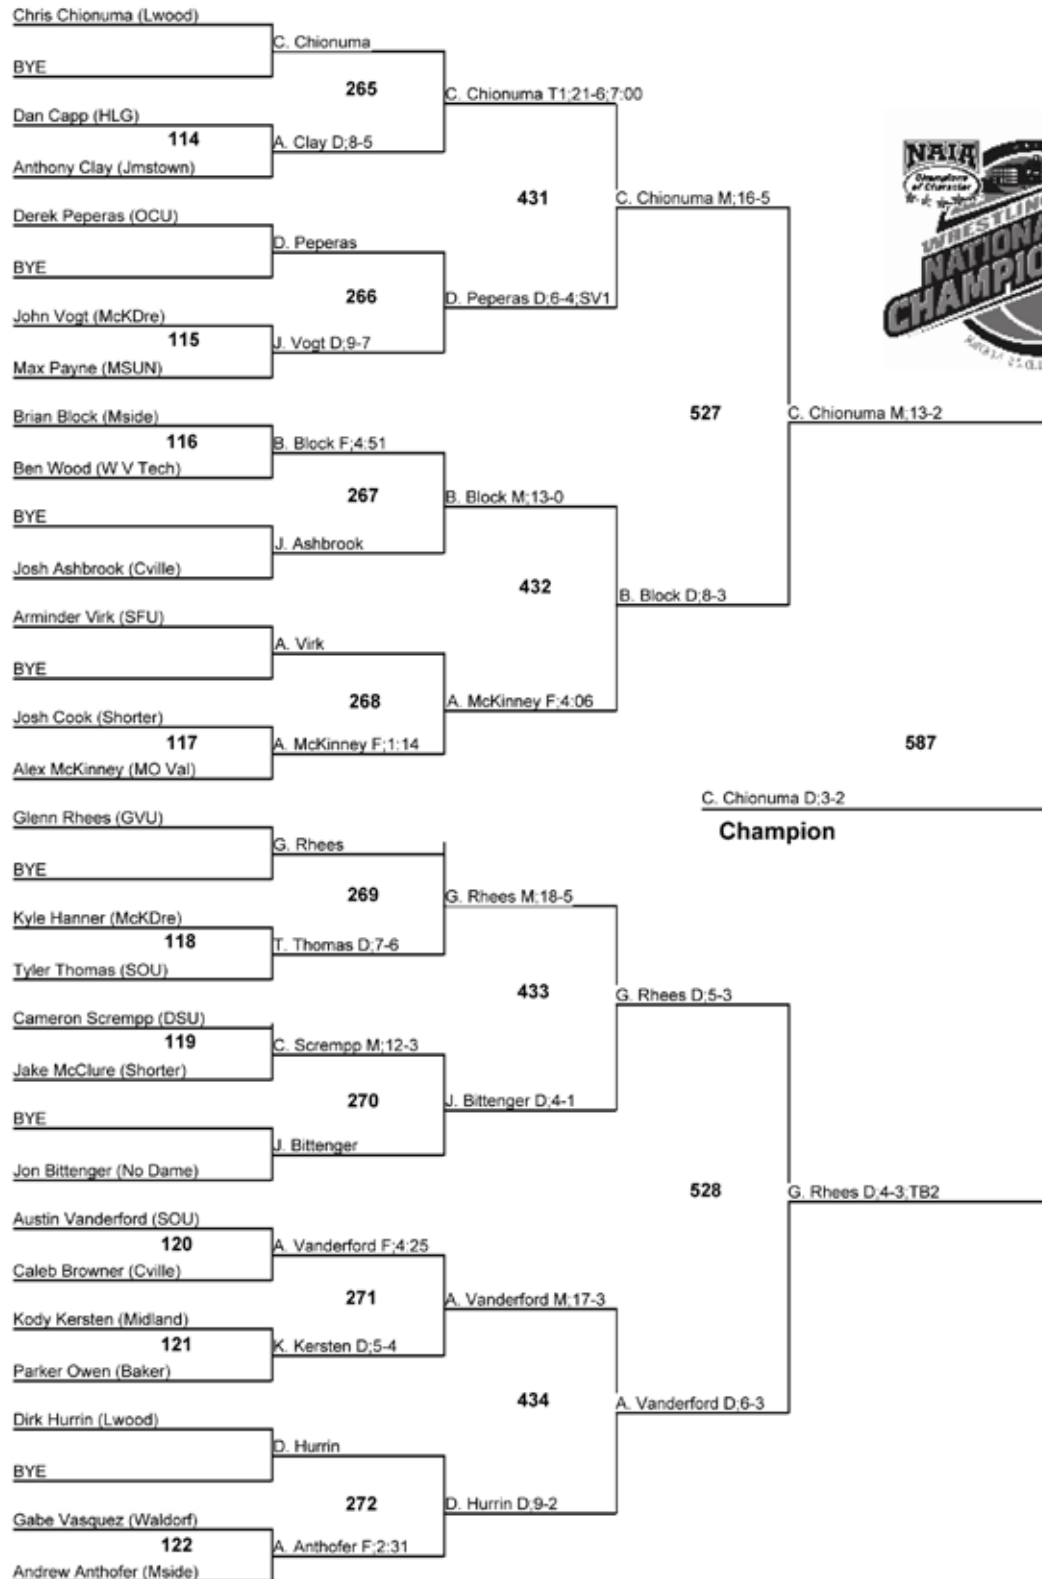 Chris Chionuma (Lwood)
C. Chionuma
BYE
265
C. Chionuma T1;21-6;7:00
Dan Capp (HLG)
114
A. Clay D;8-5
Anthony Clay (Jmstown)
431
C. Chionuma M;16-5
Derek Peperas (OCU)
D. Peperas
BYE
266
D. Peperas D;6-4;SV1
John Vogt (McKDre)
115
J. Vogt D;9-7
Max Payne (MSUN)
NAIA
Champions
of Character
WRESTLING
NATIONA
CHAMPIO
527
C. Chionuma M;13-2
Brian Block (Mside)
116
B. Block F;4:51
Ben Wood (W V Tech)
267
B. Block M;13-0
BYE
J. Ashbrook
Josh Ashbrook (Cville)
432
B. Block D;8-3
Arminder Virk (SFU)
A. Virk
BYE
268
A. McKinney F;4:06
Josh Cook (Shorter)
117
A. McKinney F;1:14
Alex McKinney (MO Val)
587
C. Chionuma D;3-2
Champion
Glenn Rhees (GVU)
G. Rhees
BYE
269
G. Rhees M;18-5
Kyle Hanner (McKDre)
118
T. Thomas D;7-6
Tyler Thomas (SOU)
433
G. Rhees D;5-3
Cameron Scrempp (DSU)
119
C. Scrempp M;12-3
Jake McClure (Shorter)
270
J. Bittenger D;4-1
BYE
J. Bittenger
Jon Bittenger (No Dame)
528
G. Rhees D;4-3;TB2
Austin Vanderford (SOU)
120
A. Vanderford F;4:25
Caleb Browner (Cville)
271
A. Vanderford M;17-3
Kody Kersten (Midland)
121
K. Kersten D;5-4
Parker Owen (Baker)
434
A. Vanderford D;6-3
Dirk Hurrin (Lwood)
D. Hurrin
BYE
272
D. Hurrin D;9-2
Gabe Vasquez (Waldorf)
122
A. Anthofer F;2:31
Andrew Anthofer (Mside)